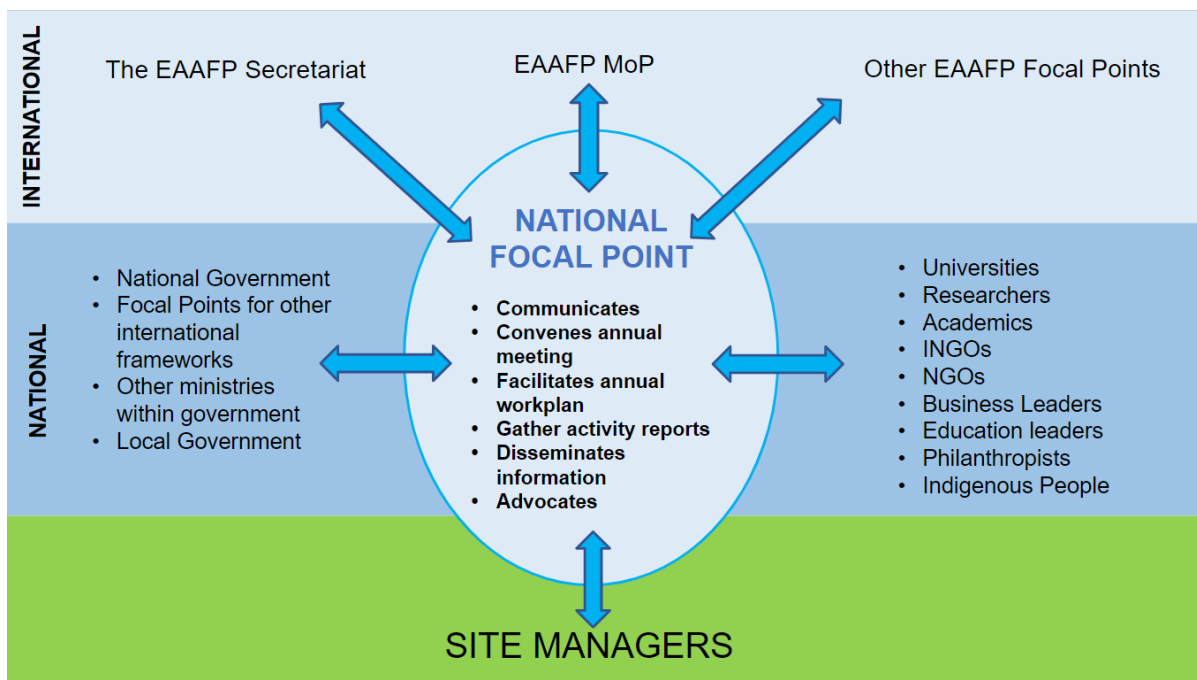 INTERNATIONAL
The EAAFP Secretariat
EAAFP MoP
Other EAAFP Focal Points
NATIONAL
• National Government
• Focal Points for other
international
frameworks
• Other ministries
within government
• Local Government
NATIONAL
FOCAL POINT
• Communicates
• Convenes annual
meeting
• Facilitates annual
workplan
• Gather activity reports
• Disseminates
information
• Advocates
• Universities
• Researchers
• Academics
• INGOs
• NGOs
• Business Leaders
• Education leaders
• Philanthropists
• Indigenous People
SITE MANAGERS